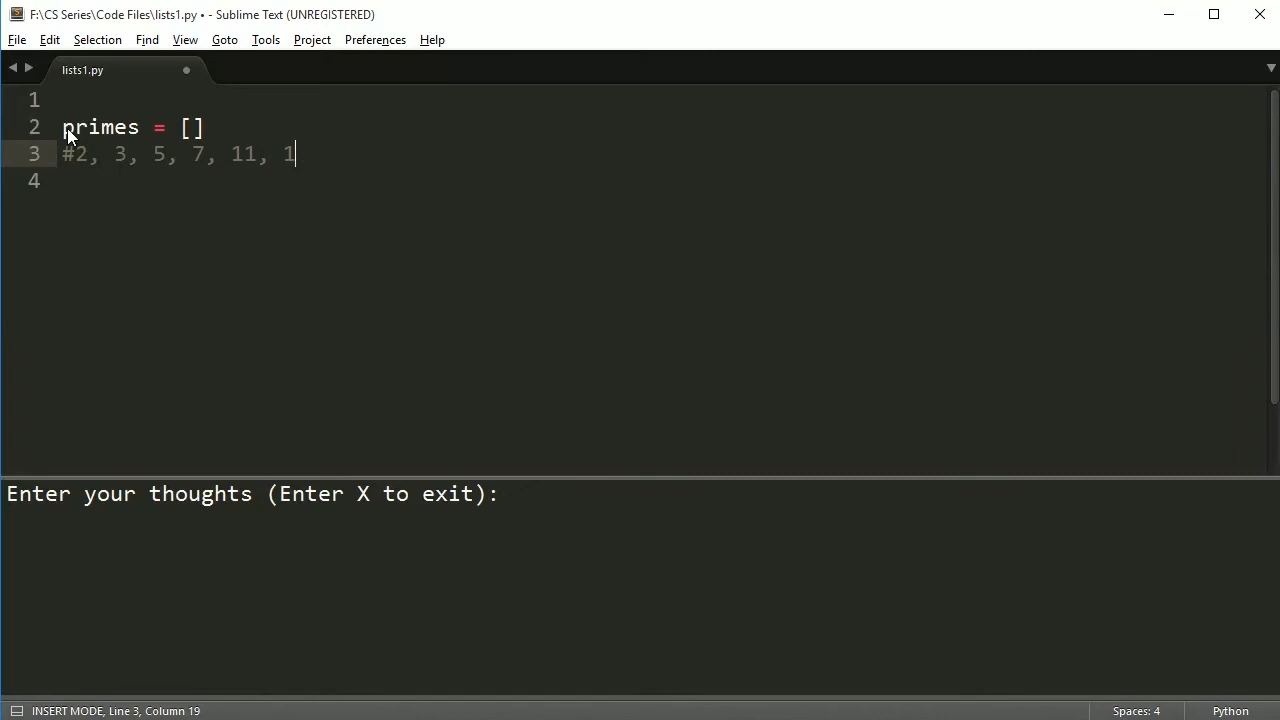 F:\CS Series\Code Files\lists1.py • - Sublime Text (UNREGISTERED)
File Edit Selection Find View Goto Tools Project Preferences Help
lists1.py
1
2 primes = []
3 #2, 3, 5, 7, 11, 1
4
Enter your thoughts (Enter X to exit):
INSERT MODE, Line 3, Column 19 Spaces: 4 Python